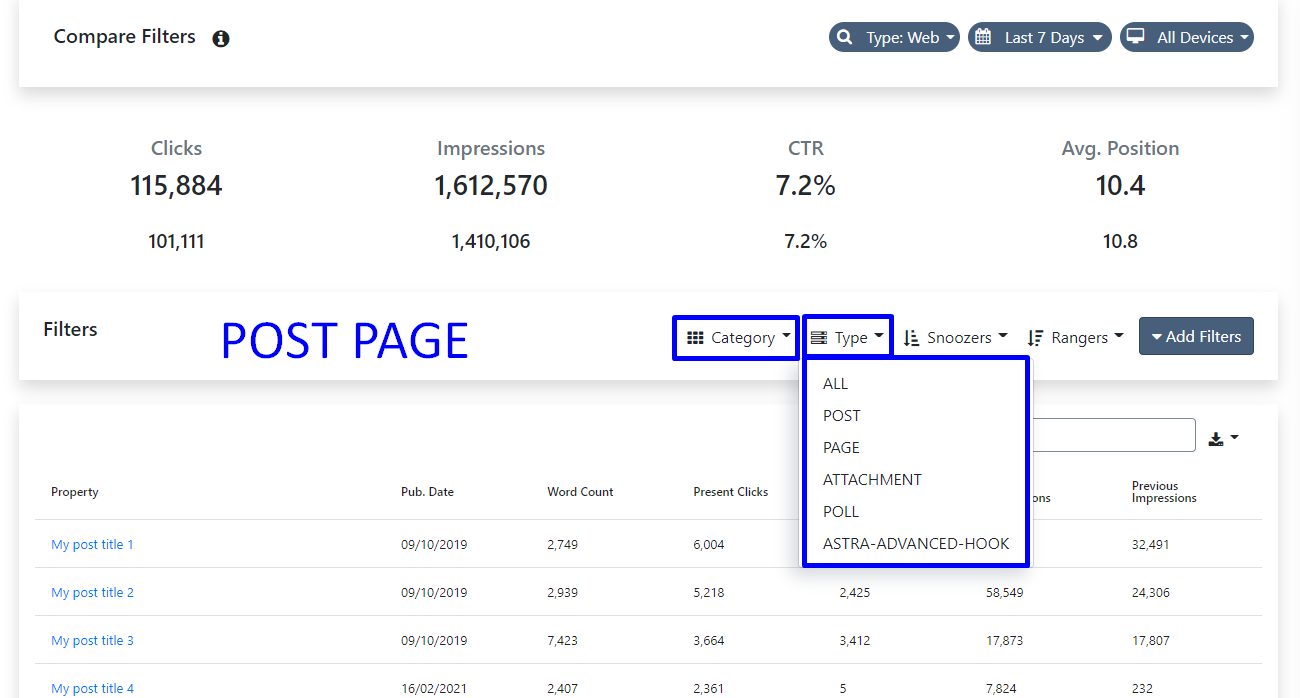 Compare Filters
Type: Web Last 7 Days All Devices
Clicks Impressions CTR Avg. Position
115,884 1,612,570 7.2% 10.4
101,111 1,410,106 7.2% 10.8
Filters POST PAGE Category Type Snoozers Rangers Add Filters
ALL
POST
PAGE
ATTACHMENT
POLL
ASTRA-ADVANCED-HOOK
Property Pub. Date Word Count Present Clicks Previous Impressions
My post title 1 09/10/2019 2,749 6,004 32,491
My post title 2 09/10/2019 2,939 5,218 2,425 58,549 24,306
My post title 3 09/10/2019 7,423 3,664 3,412 17,873 17,807
My post title 4 16/02/2021 2,407 2,361 5 7,824 232